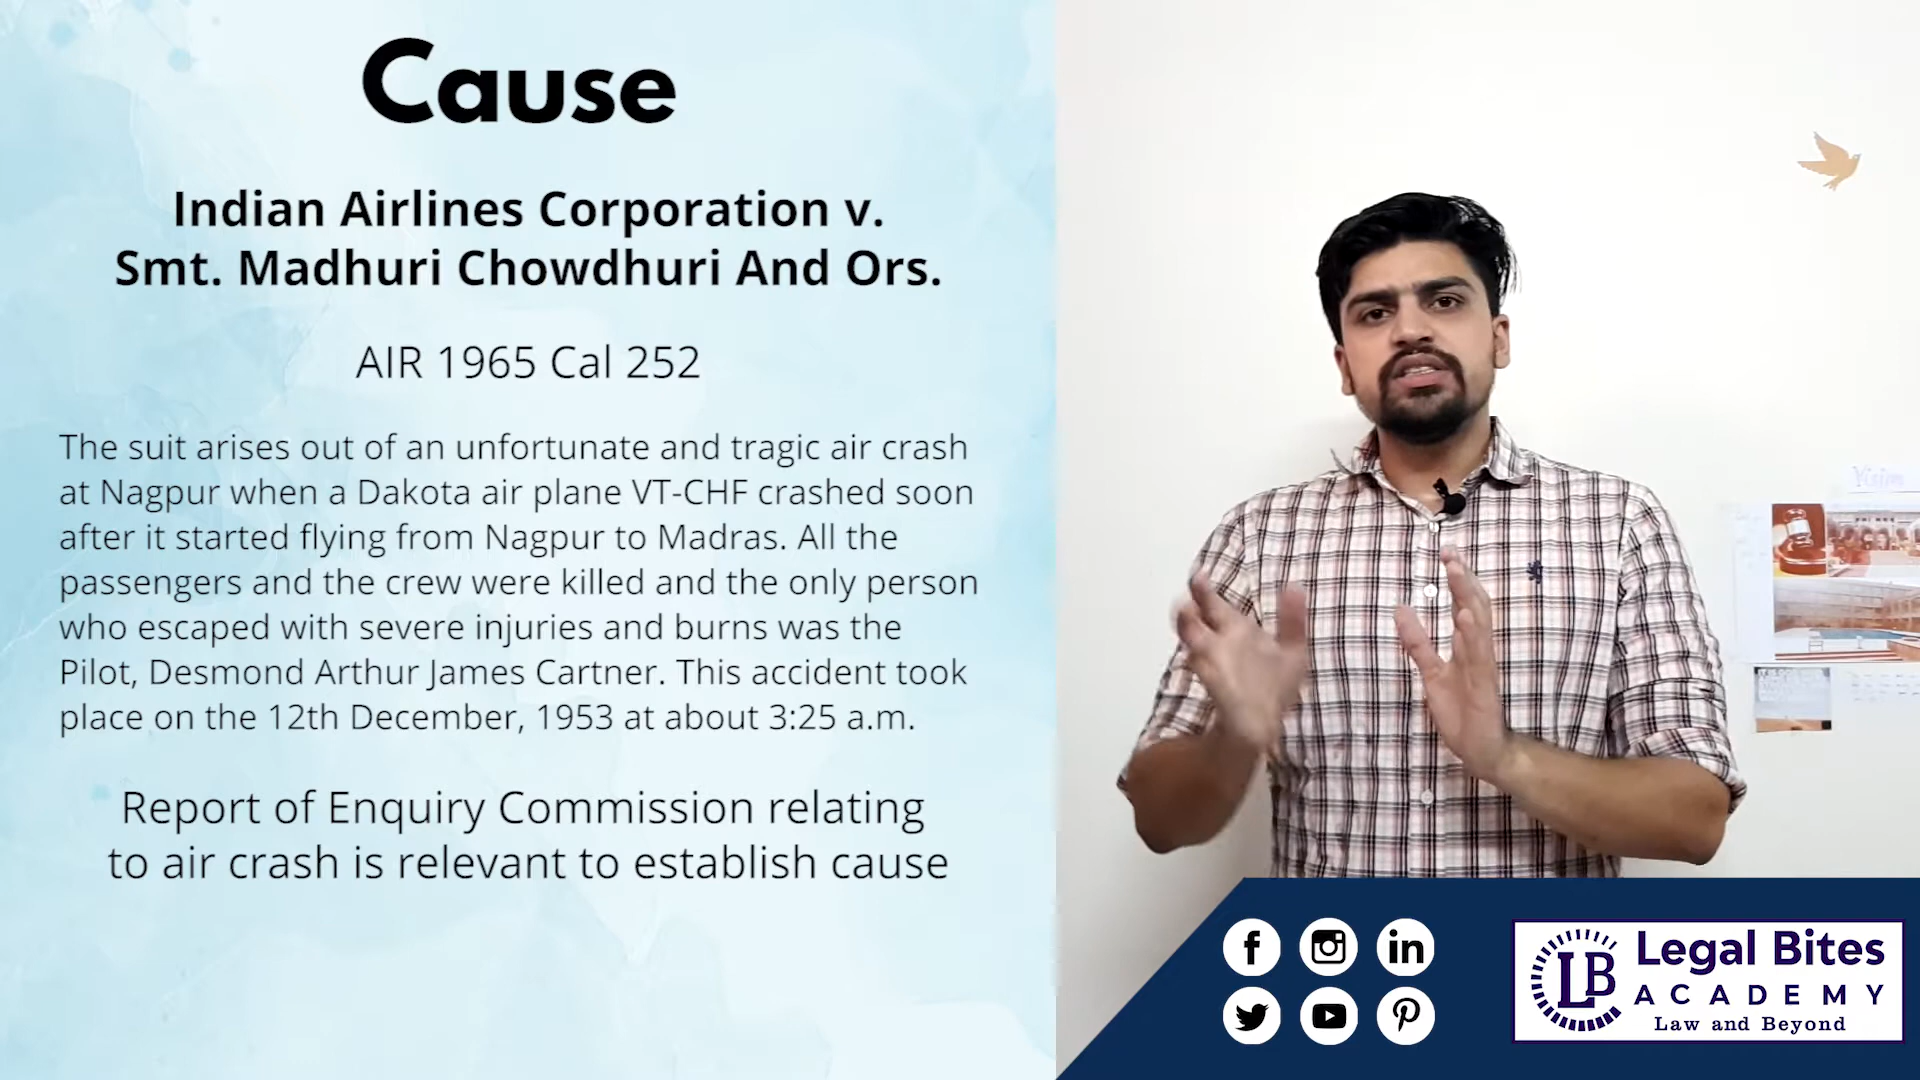 Cause
Indian Airlines Corporation v.
Smt. Madhuri Chowdhuri And Ors.
AIR 1965 Cal 252
The suit arises out of an unfortunate and tragic air crash
at Nagpur when a Dakota air plane VT-CHF crashed soon
after it started flying from Nagpur to Madras. All the
passengers and the crew were killed and the only person
who escaped with severe injuries and burns was the
Pilot, Desmond Arthur James Cartner. This accident took
place on the 12th December, 1953 at about 3:25 a.m.
Report of Enquiry Commission relating
to air crash is relevant to establish cause
LB
Legal Bites
ACADEMY
Law and Beyond